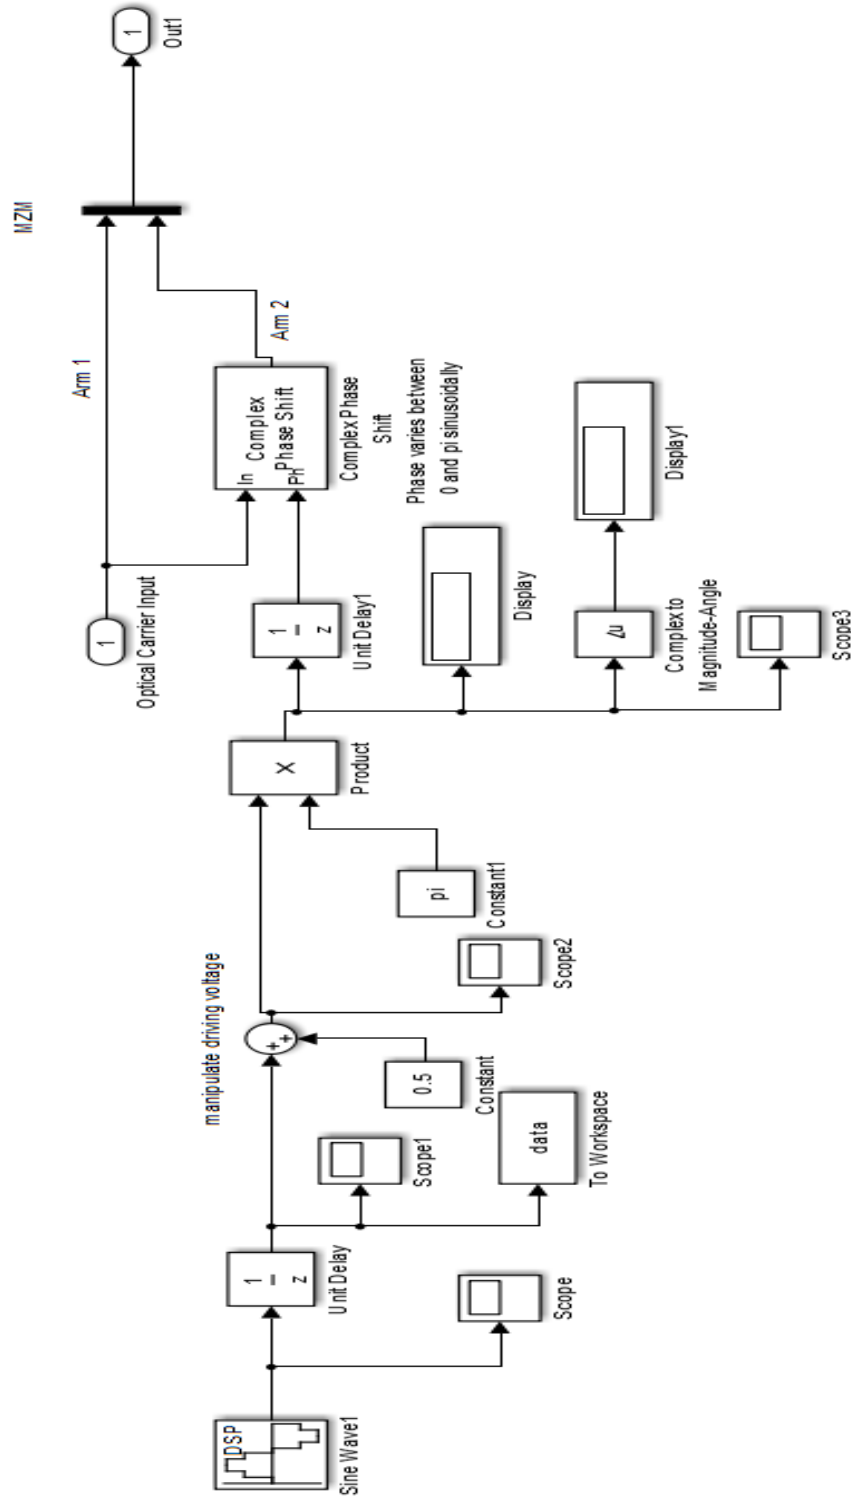 MZM
Arm 1
1
Out1
1
Optical Carrier Input
Arm 2
In
Complex
Phase Shift
Ph
Complex Phase
Shift
Phase varies between
0 and pi sinusoidally
manipulate driving voltage
DSP
Sine Wave1
1
z
Unit Delay
Scope
Scope1
data
To Workspace
+
+
0.5
Constant
Scope2
pi
Constant1
X
Product
1
z
Unit Delay1
Display
∠u
Complex to
Magnitude-Angle
Display1
Scope3